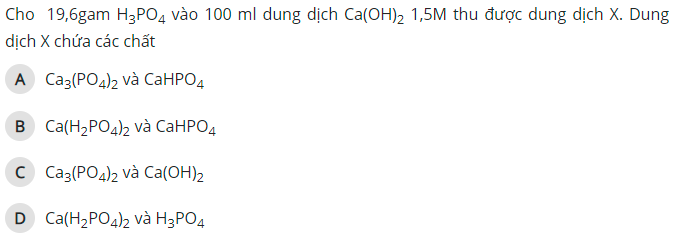 Cho 19,6gam H₃PO₄ vào 100 ml dung dịch Ca(OH)₂ 1,5M thu được dung dịch X. Dung
dịch X chứa các chất
A Ca₃(PO₄)₂ và CaHPO₄
B Ca(H₂PO₄)₂ và CaHPO₄
C Ca₃(PO₄)₂ và Ca(OH)₂
D Ca(H₂PO₄)₂ và H₃PO₄